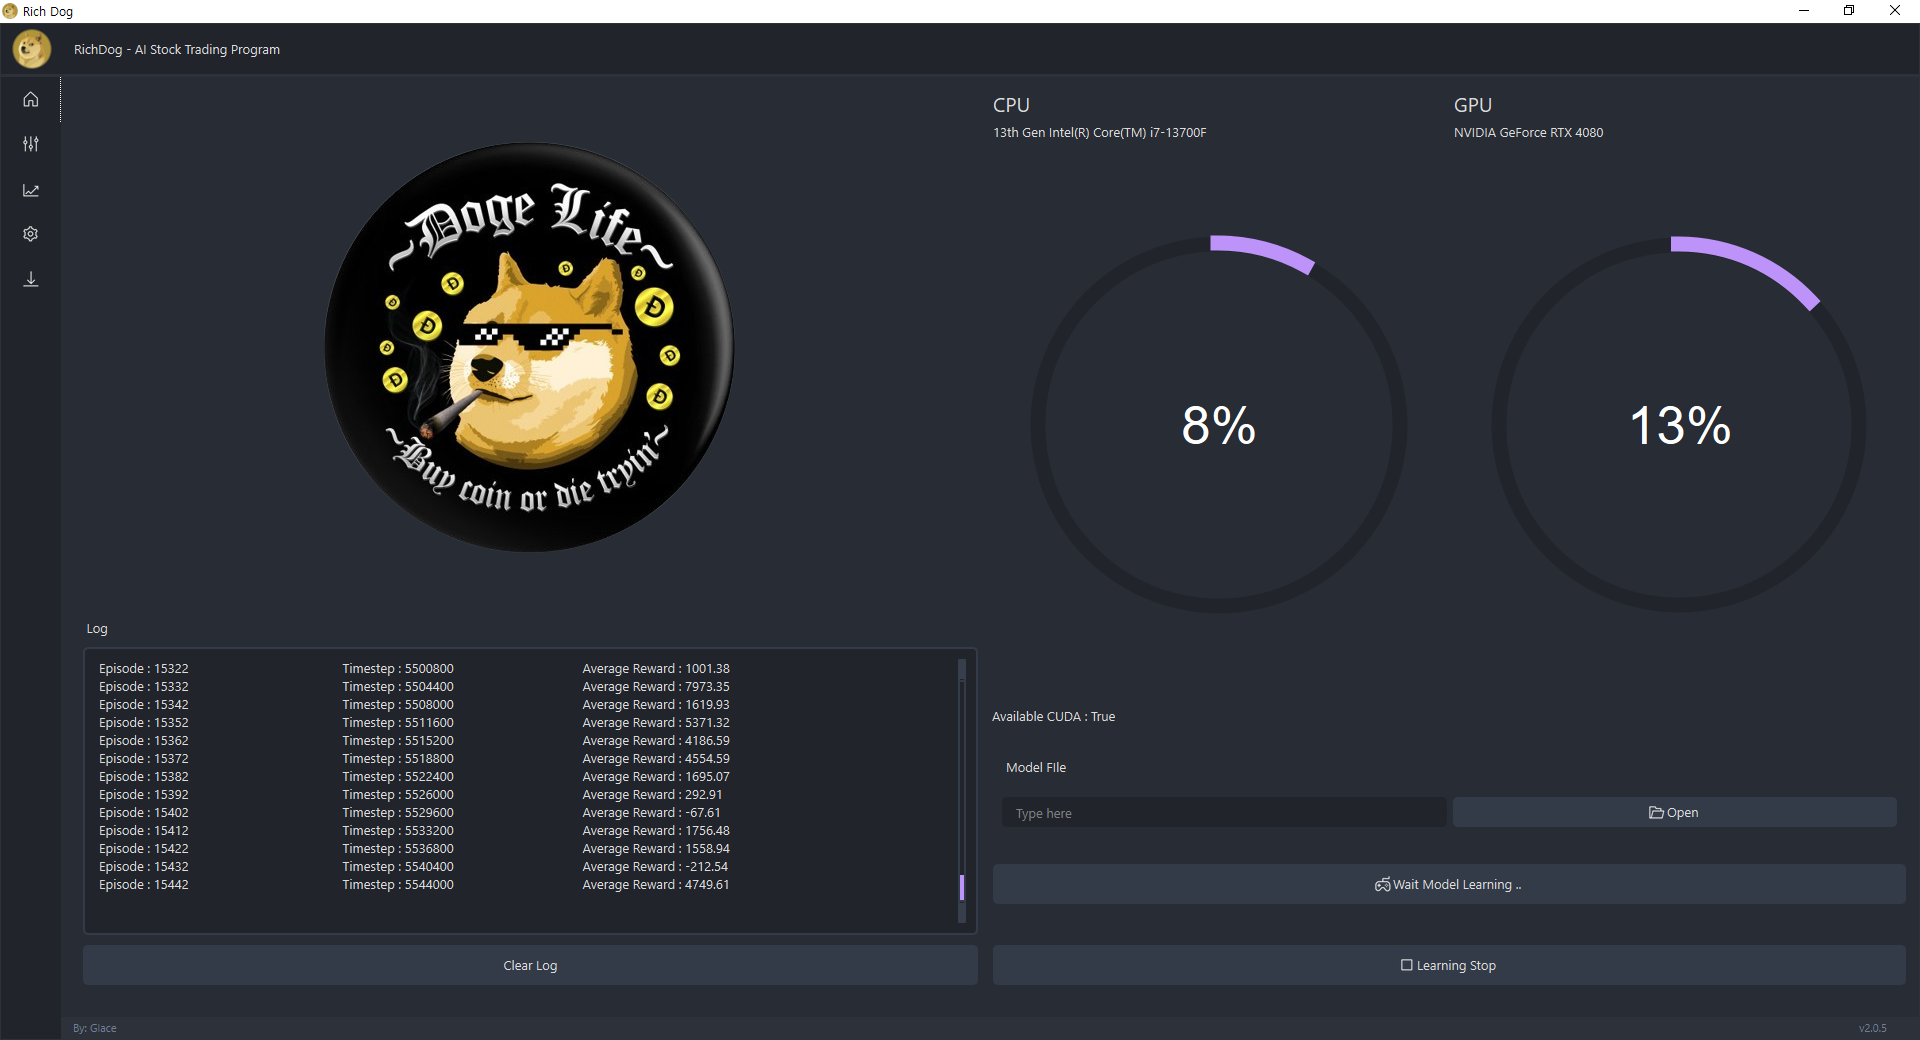 Rich Dog
RichDog - AI Stock Trading Program
CPU
13th Gen Intel(R) Core(TM) i7-13700F
GPU
NVIDIA GeForce RTX 4080
~Doge Life~
~Buy coin or die tryin'~
8%
13%
Log
Episode : 15322 Timestep : 5500800 Average Reward : 1001.38
Episode : 15332 Timestep : 5504400 Average Reward : 7973.35
Episode : 15342 Timestep : 5508000 Average Reward : 1619.93
Episode : 15352 Timestep : 5511600 Average Reward : 5371.32
Episode : 15362 Timestep : 5515200 Average Reward : 4186.59
Episode : 15372 Timestep : 5518800 Average Reward : 4554.59
Episode : 15382 Timestep : 5522400 Average Reward : 1695.07
Episode : 15392 Timestep : 5526000 Average Reward : 292.91
Episode : 15402 Timestep : 5529600 Average Reward : -67.61
Episode : 15412 Timestep : 5533200 Average Reward : 1756.48
Episode : 15422 Timestep : 5536800 Average Reward : 1558.94
Episode : 15432 Timestep : 5540400 Average Reward : -212.54
Episode : 15442 Timestep : 5544000 Average Reward : 4749.61
Clear Log
Available CUDA : True
Model FIle
Type here
Open
Wait Model Learning ..
Learning Stop
By: Glace
v2.0.5